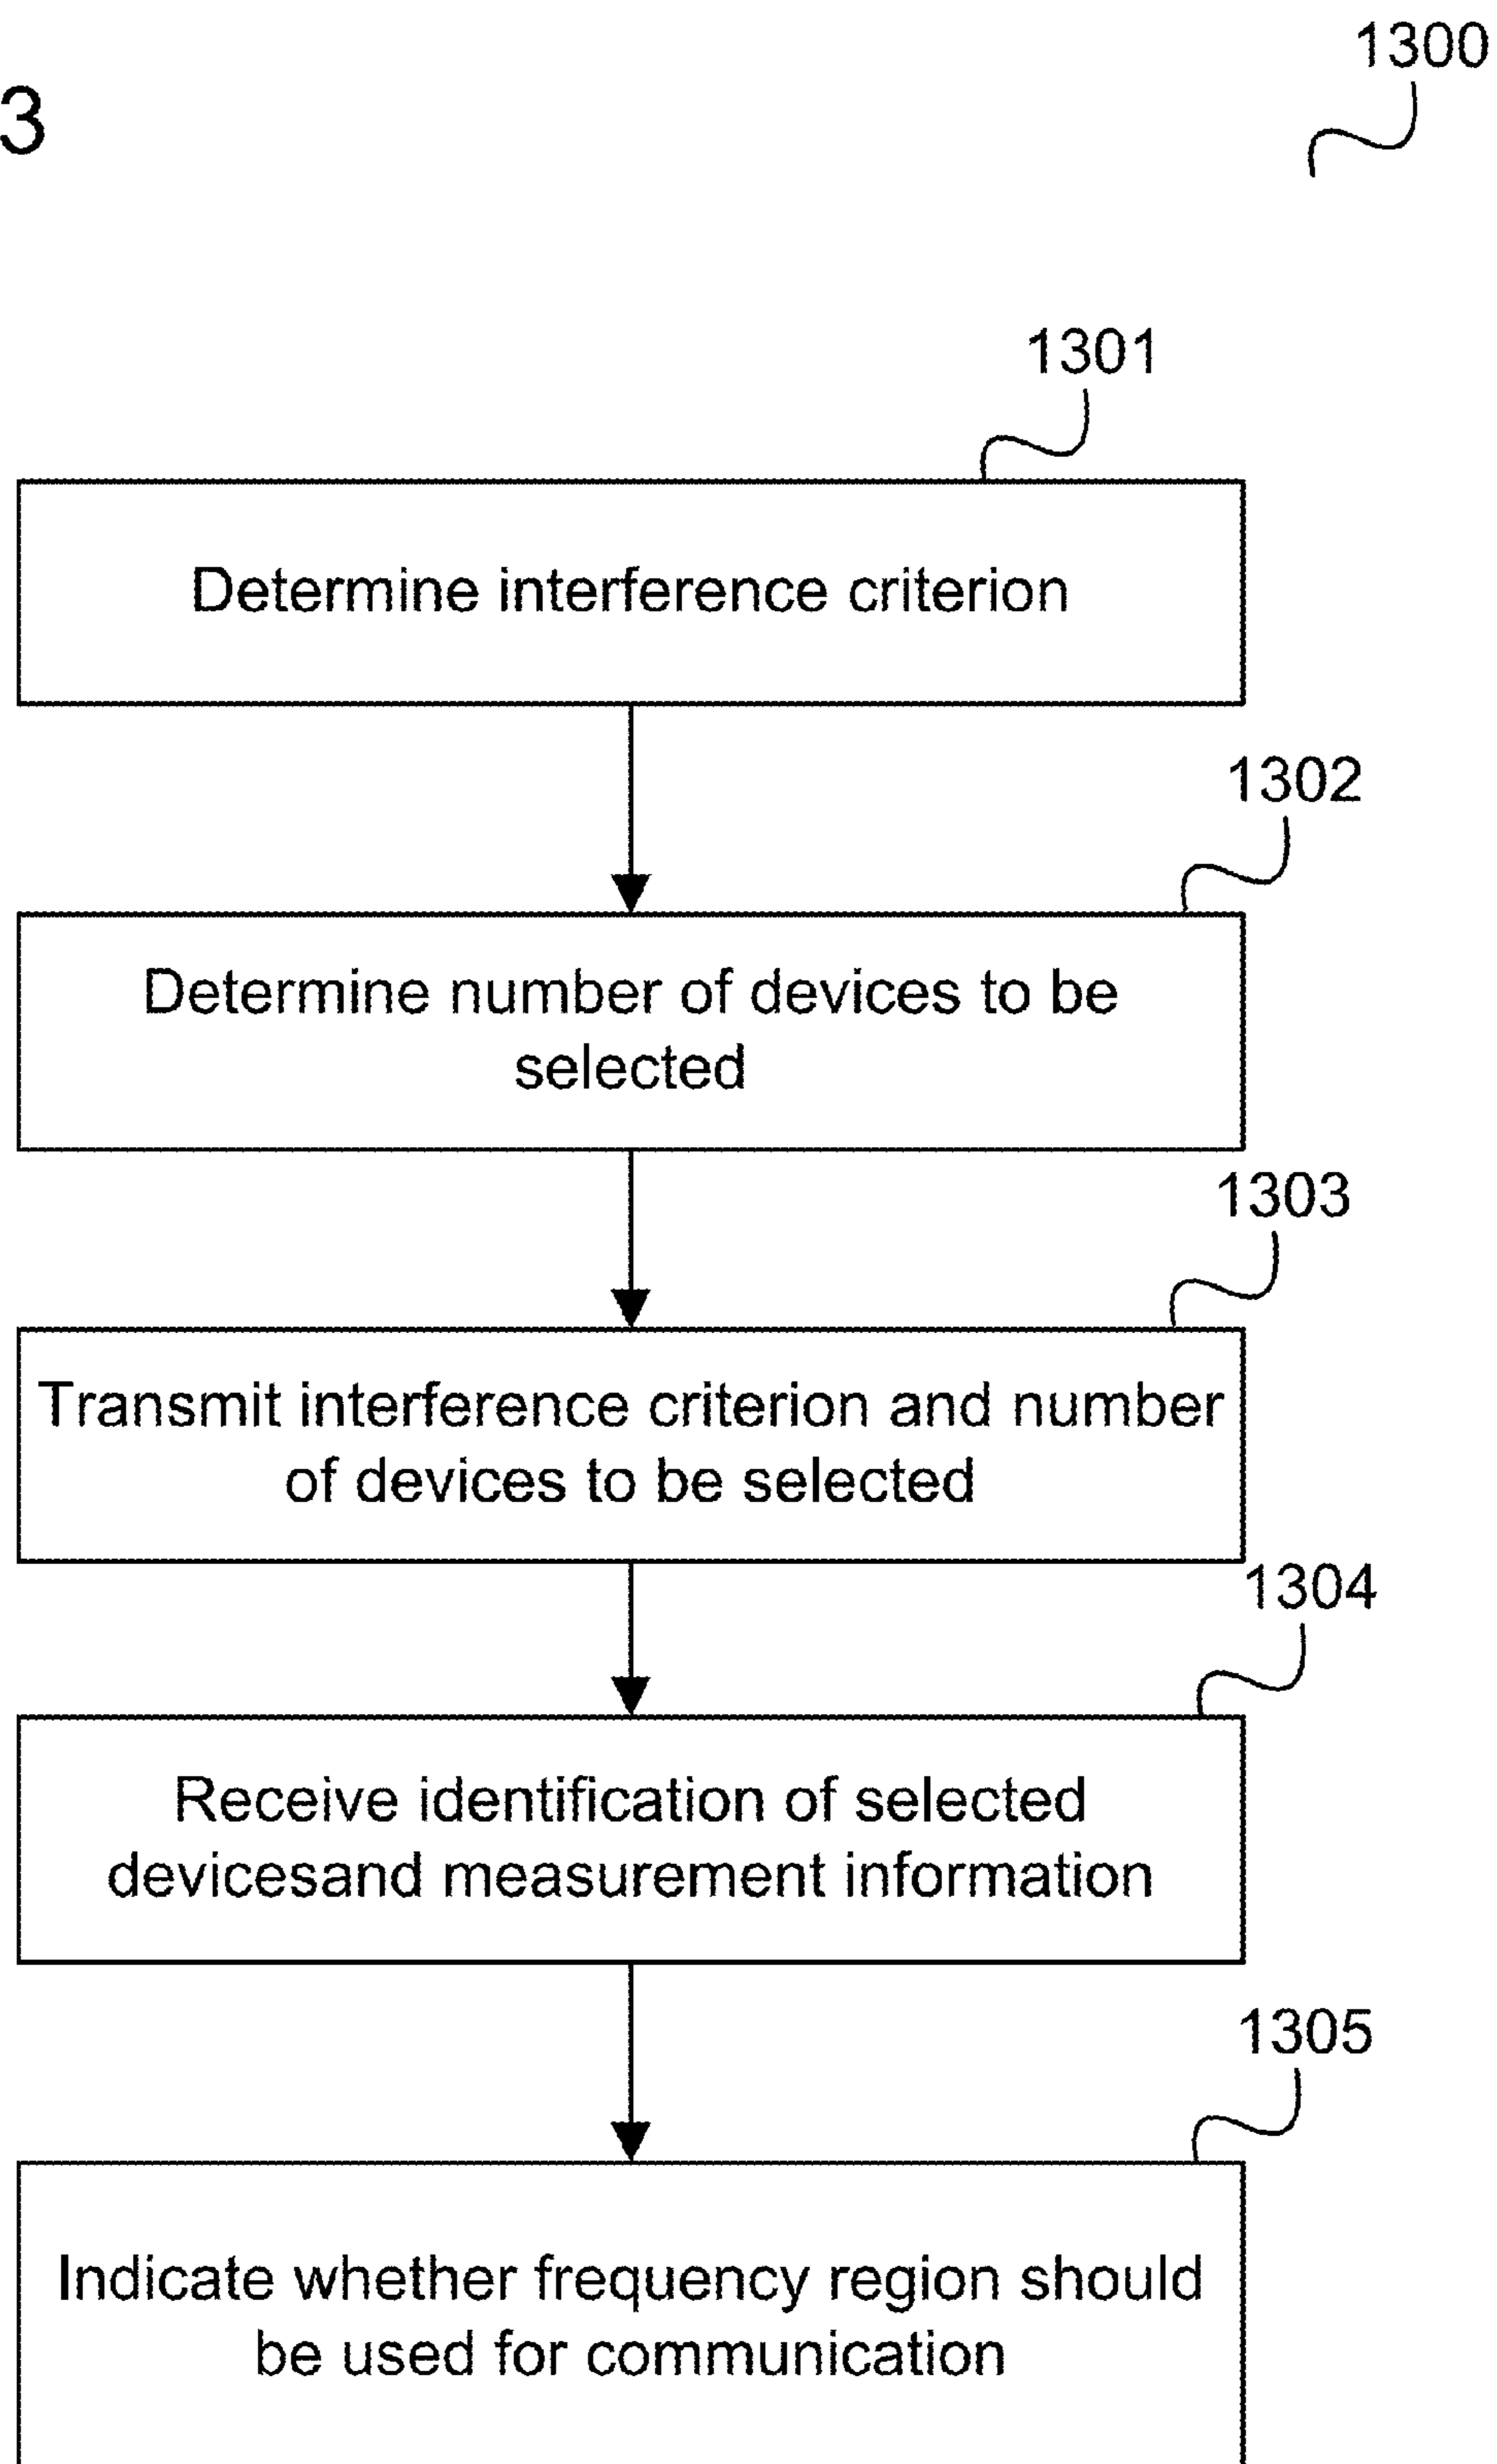 1300
3
1301
Determine interference criterion
1302
Determine number of devices to be
selected
1303
Transmit interference criterion and number
of devices to be selected
1304
Receive identification of selected
devicesand measurement information
1305
Indicate whether frequency region should
be used for communication